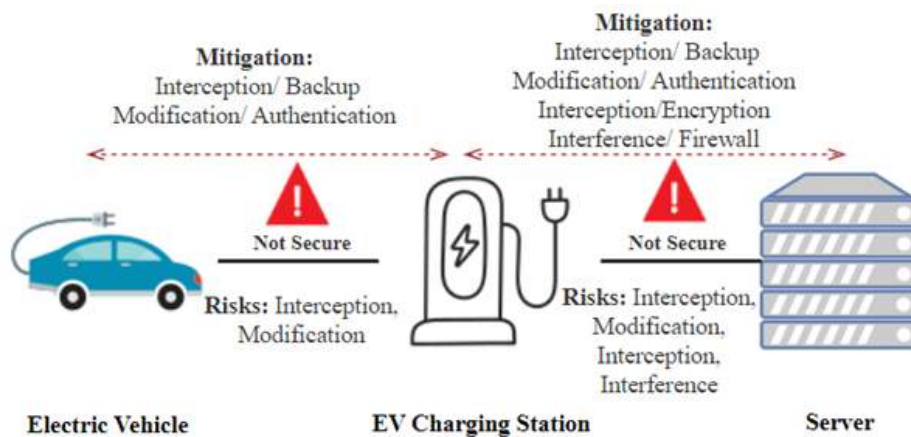 Mitigation:
Interception/ Backup
Modification/ Authentication
Mitigation:
Interception/ Backup
Modification/ Authentication
Interception/Encryption
Interference/ Firewall
!
Not Secure
!
Not Secure
Risks: Interception,
Modification
Risks: Interception,
Modification,
Interception,
Interference
Electric Vehicle
EV Charging Station
Server